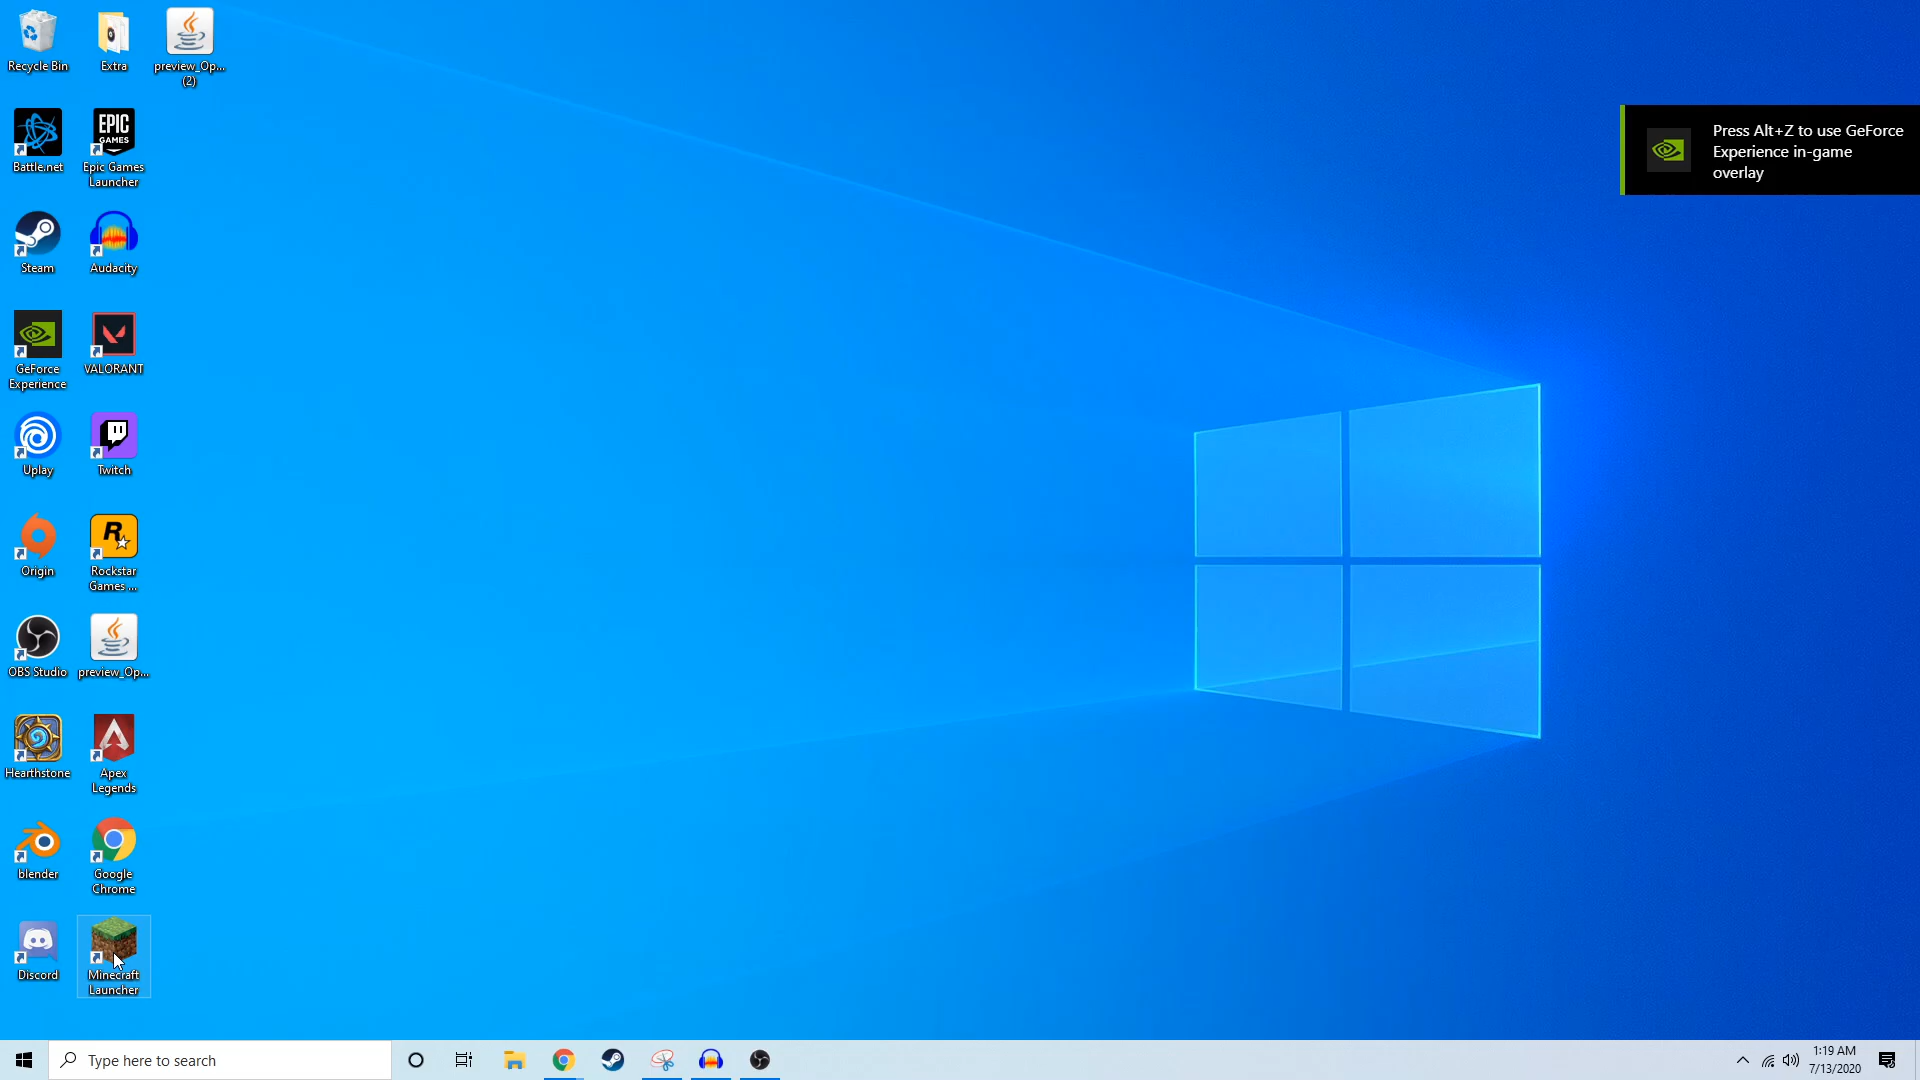 Recycle Bin
Extra
preview_Op...
(2)
Battle.net
EPIC
GAMES
Epic Games
Launcher
Steam
Audacity
GeForce
Experience
VALORANT
Uplay
Twitch
Origin
R
Rockstar
Games ...
OBS Studio
preview_Op...
Hearthstone
Apex
Legends
blender
Google
Chrome
Discord
Minecraft
Launcher
Press Alt+Z to use GeForce
Experience in-game
overlay
Type here to search
1:19 AM
7/13/2020